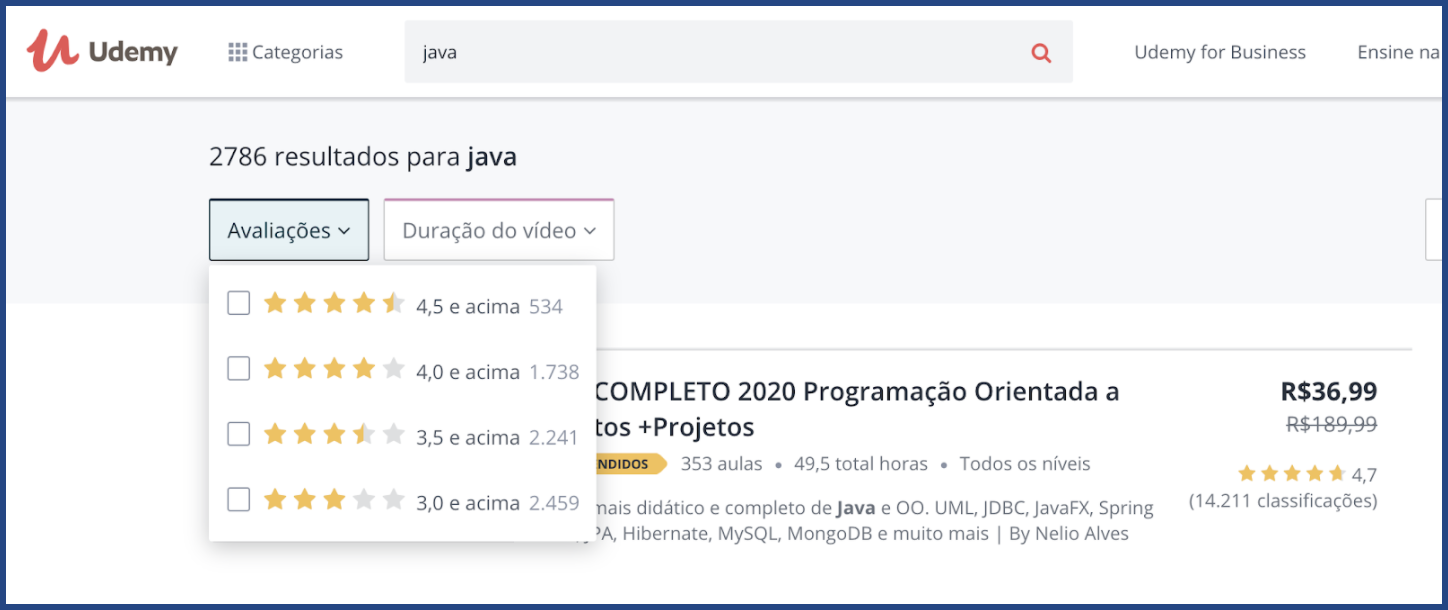 Udemy
Categorias
java
Udemy for Business
Ensine na
2786 resultados para java
Avaliações
Duração do vídeo
4,5 e acima 534
4,0 e acima 1.738
3,5 e acima 2.241
3,0 e acima 2.459
COMPLETO 2020 Programação Orientada a
tos +Projetos
NDIDOS 353 aulas • 49,5 total horas • Todos os níveis
mais didático e completo de Java e OO. UML, JDBC, JavaFX, Spring
PA, Hibernate, MySQL, MongoDB e muito mais | By Nelio Alves
R$36,99
R$189,99
4,7
(14.211 classificações)